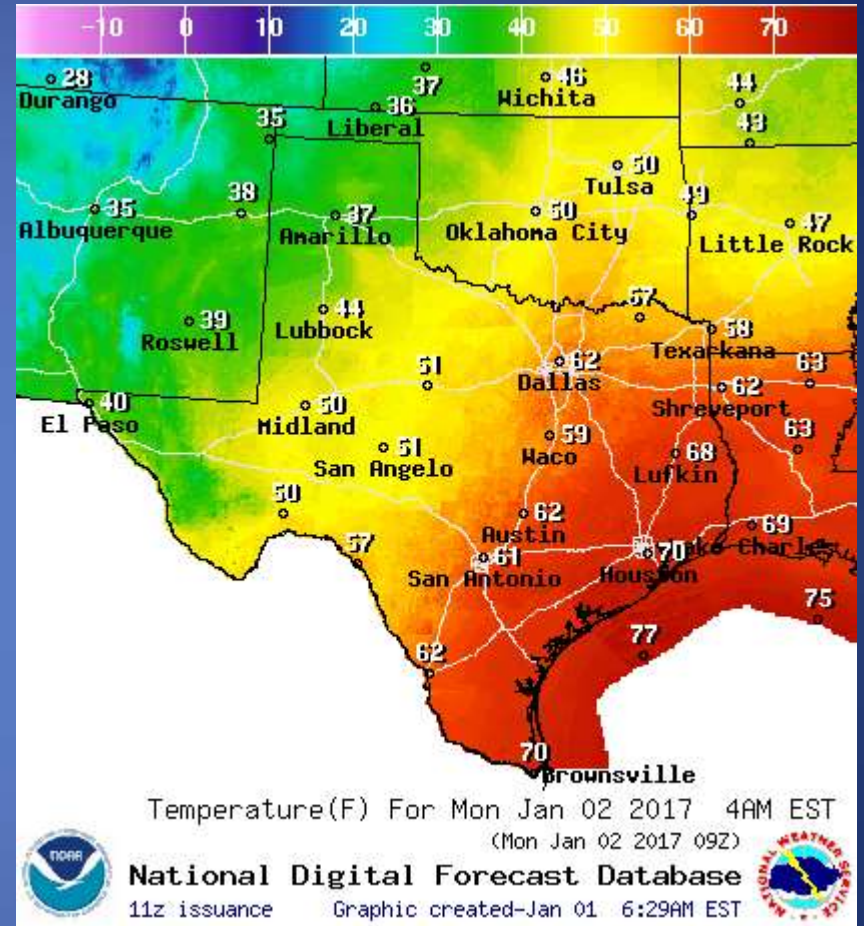 -10 0 10 20 30 40 50 60 70
28
Durango
37
46
Wichita
44
36
Liberal
35
43
50
Tulsa
35
Albuquerque
38
37
Amarillo
50
Oklahoma City
49
47
Little Rock
39
Roswell
44
Lubbock
57
58
Texarkana
51
62
Dallas
63
62
Shreveport
40
El Paso
50
Midland
51
San Angelo
59
Waco
68
Lufkin
63
50
62
Austin
69
57
61
San Antonio
70
Houston
75
77
62
70
Brownsville
Temperature(F) For Mon Jan 02 2017 4AM EST
(Mon Jan 02 2017 09Z)
NOAA
National Digital Forecast Database
11z issuance Graphic created-Jan 01 6:29AM EST
NATIONAL WEATHER SERVICE